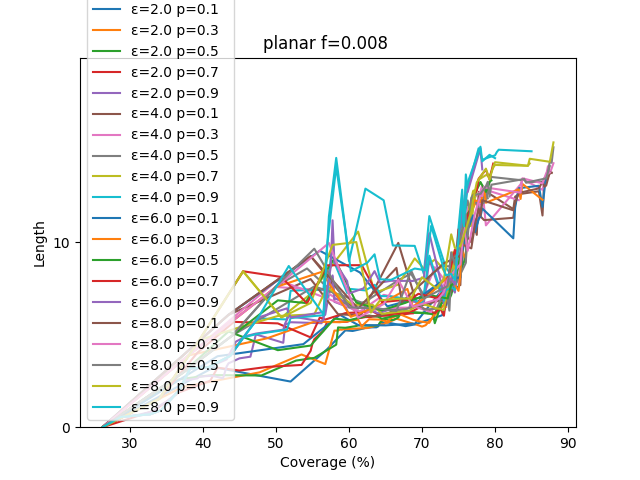 ε=2.0 p=0.1
ε=2.0 p=0.3
ε=2.0 p=0.5
ε=2.0 p=0.7
ε=2.0 p=0.9
ε=4.0 p=0.1
ε=4.0 p=0.3
ε=4.0 p=0.5
ε=4.0 p=0.7
ε=4.0 p=0.9
ε=6.0 p=0.1
ε=6.0 p=0.3
ε=6.0 p=0.5
ε=6.0 p=0.7
ε=6.0 p=0.9
ε=8.0 p=0.1
ε=8.0 p=0.3
ε=8.0 p=0.5
ε=8.0 p=0.7
ε=8.0 p=0.9
planar f=0.008
Length
10
0
30 40 50 60 70 80 90
Coverage (%)